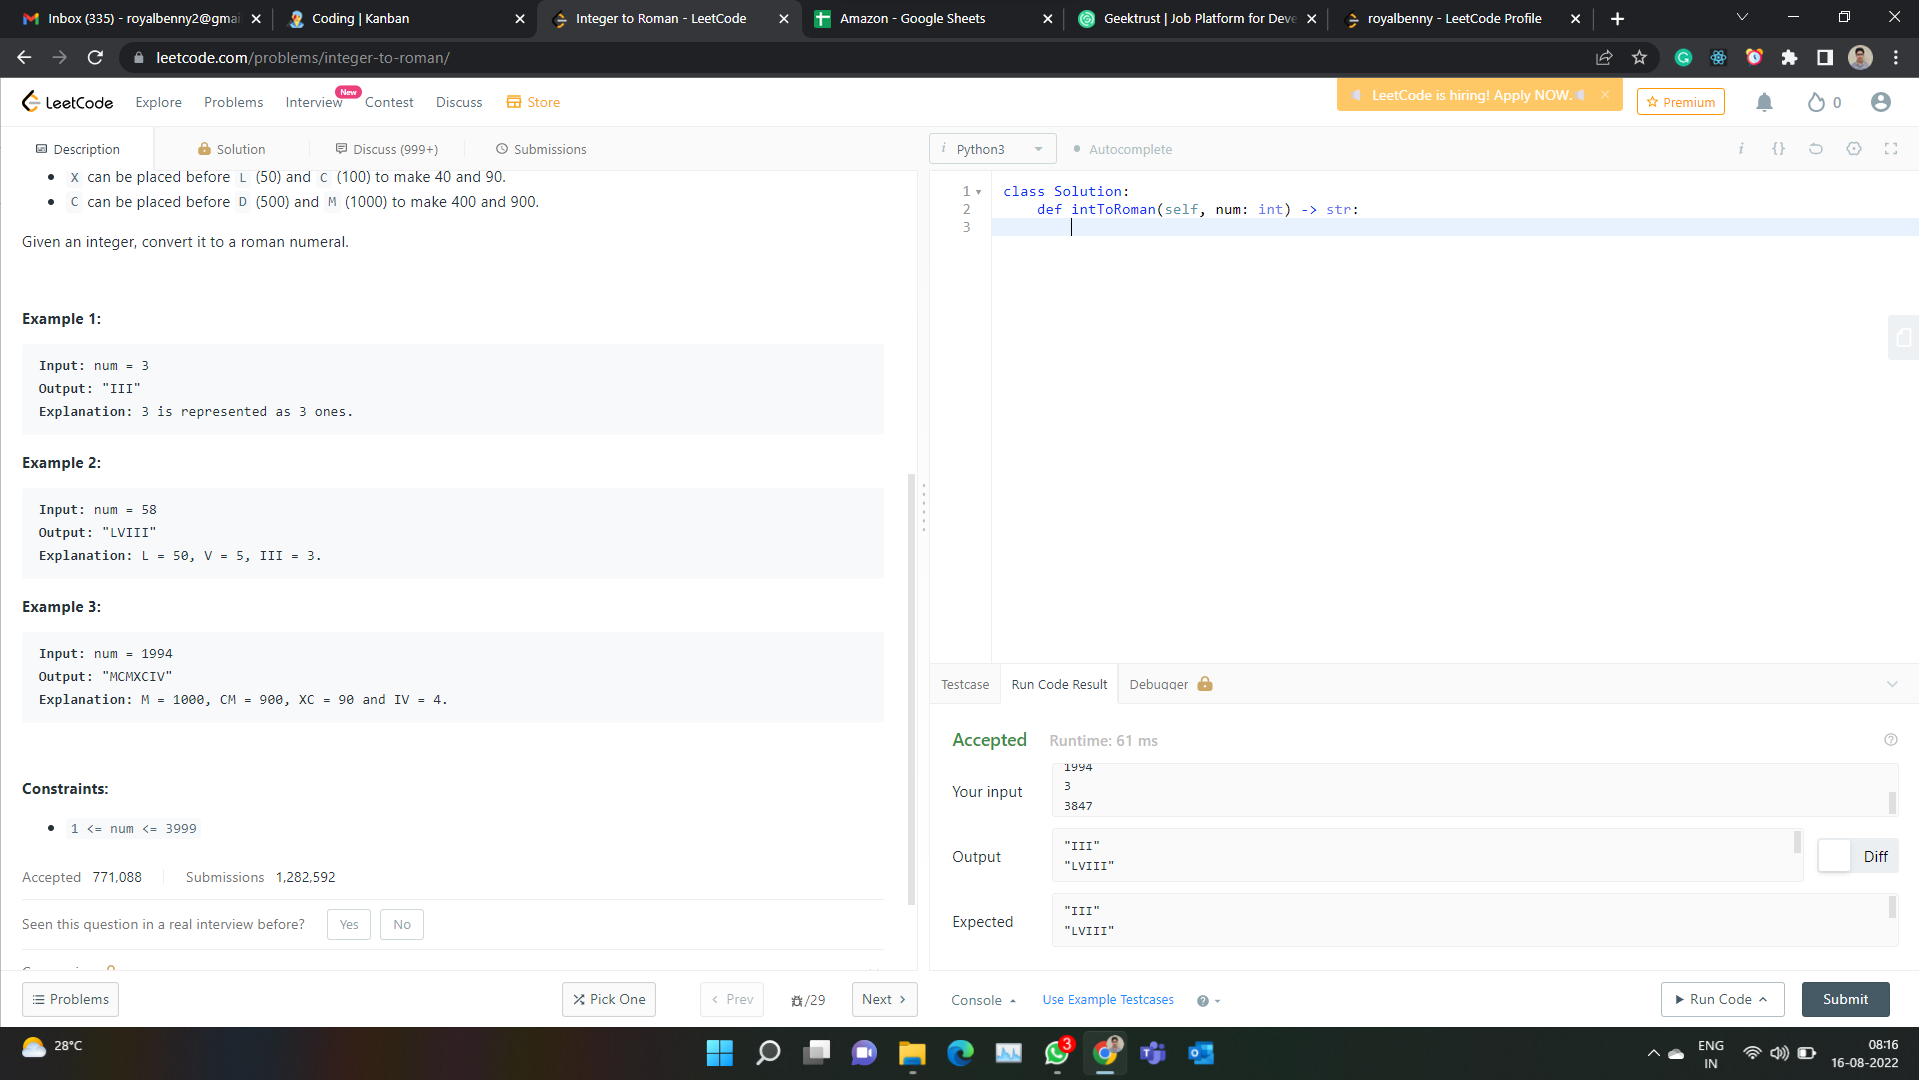 Inbox (335) - royalbenny2@gmai
Coding | Kanban
Integer to Roman - LeetCode
Amazon - Google Sheets
Geektrust | Job Platform for Deve
royalbenny - LeetCode Profile
leetcode.com/problems/integer-to-roman/
LeetCode
Explore
Problems
Interview
New
Contest
Discuss
Store
LeetCode is hiring! Apply NOW.
Premium
0
Description
Solution
Discuss (999+)
Submissions
X can be placed before L (50) and C (100) to make 40 and 90.
C can be placed before D (500) and M (1000) to make 400 and 900.
Given an integer, convert it to a roman numeral.
Example 1:
Input: num = 3
Output: "III"
Explanation: 3 is represented as 3 ones.
Example 2:
Input: num = 58
Output: "LVIII"
Explanation: L = 50, V = 5, III = 3.
Example 3:
Input: num = 1994
Output: "MCMXCIV"
Explanation: M = 1000, CM = 900, XC = 90 and IV = 4.
Constraints:
1 <= num <= 3999
Accepted 771,088
Submissions 1,282,592
Seen this question in a real interview before?
Yes
No
Problems
Pick One
< Prev
/29
Next >
i Python3
Autocomplete
i {}
1 class Solution:
2 def intToRoman(self, num: int) -> str:
3
Testcase
Run Code Result
Debugger
Accepted
Runtime: 61 ms
Your input
1994
3
3847
Output
"III"
"LVIII"
Diff
Expected
"III"
"LVIII"
Console
Use Example Testcases
Run Code
Submit
28°C
3
ENG
IN
08:16
16-08-2022